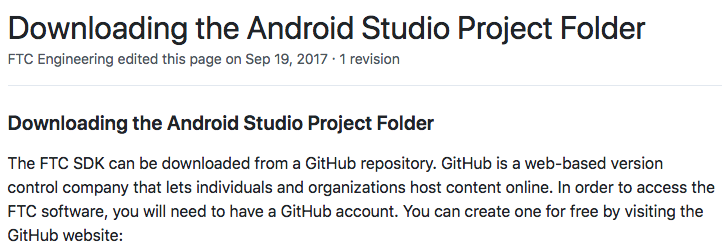 Downloading the Android Studio Project Folder
FTC Engineering edited this page on Sep 19, 2017 · 1 revision
Downloading the Android Studio Project Folder
The FTC SDK can be downloaded from a GitHub repository. GitHub is a web-based version
control company that lets individuals and organizations host content online. In order to access the
FTC software, you will need to have a GitHub account. You can create one for free by visiting the
GitHub website: